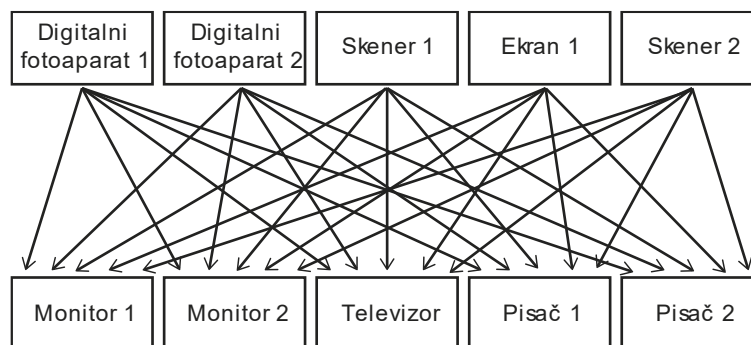 Digitalni
fotoaparat 1
Digitalni
fotoaparat 2
Skener 1
Ekran 1
Skener 2
Monitor 1
Monitor 2
Televizor
Pisač 1
Pisač 2